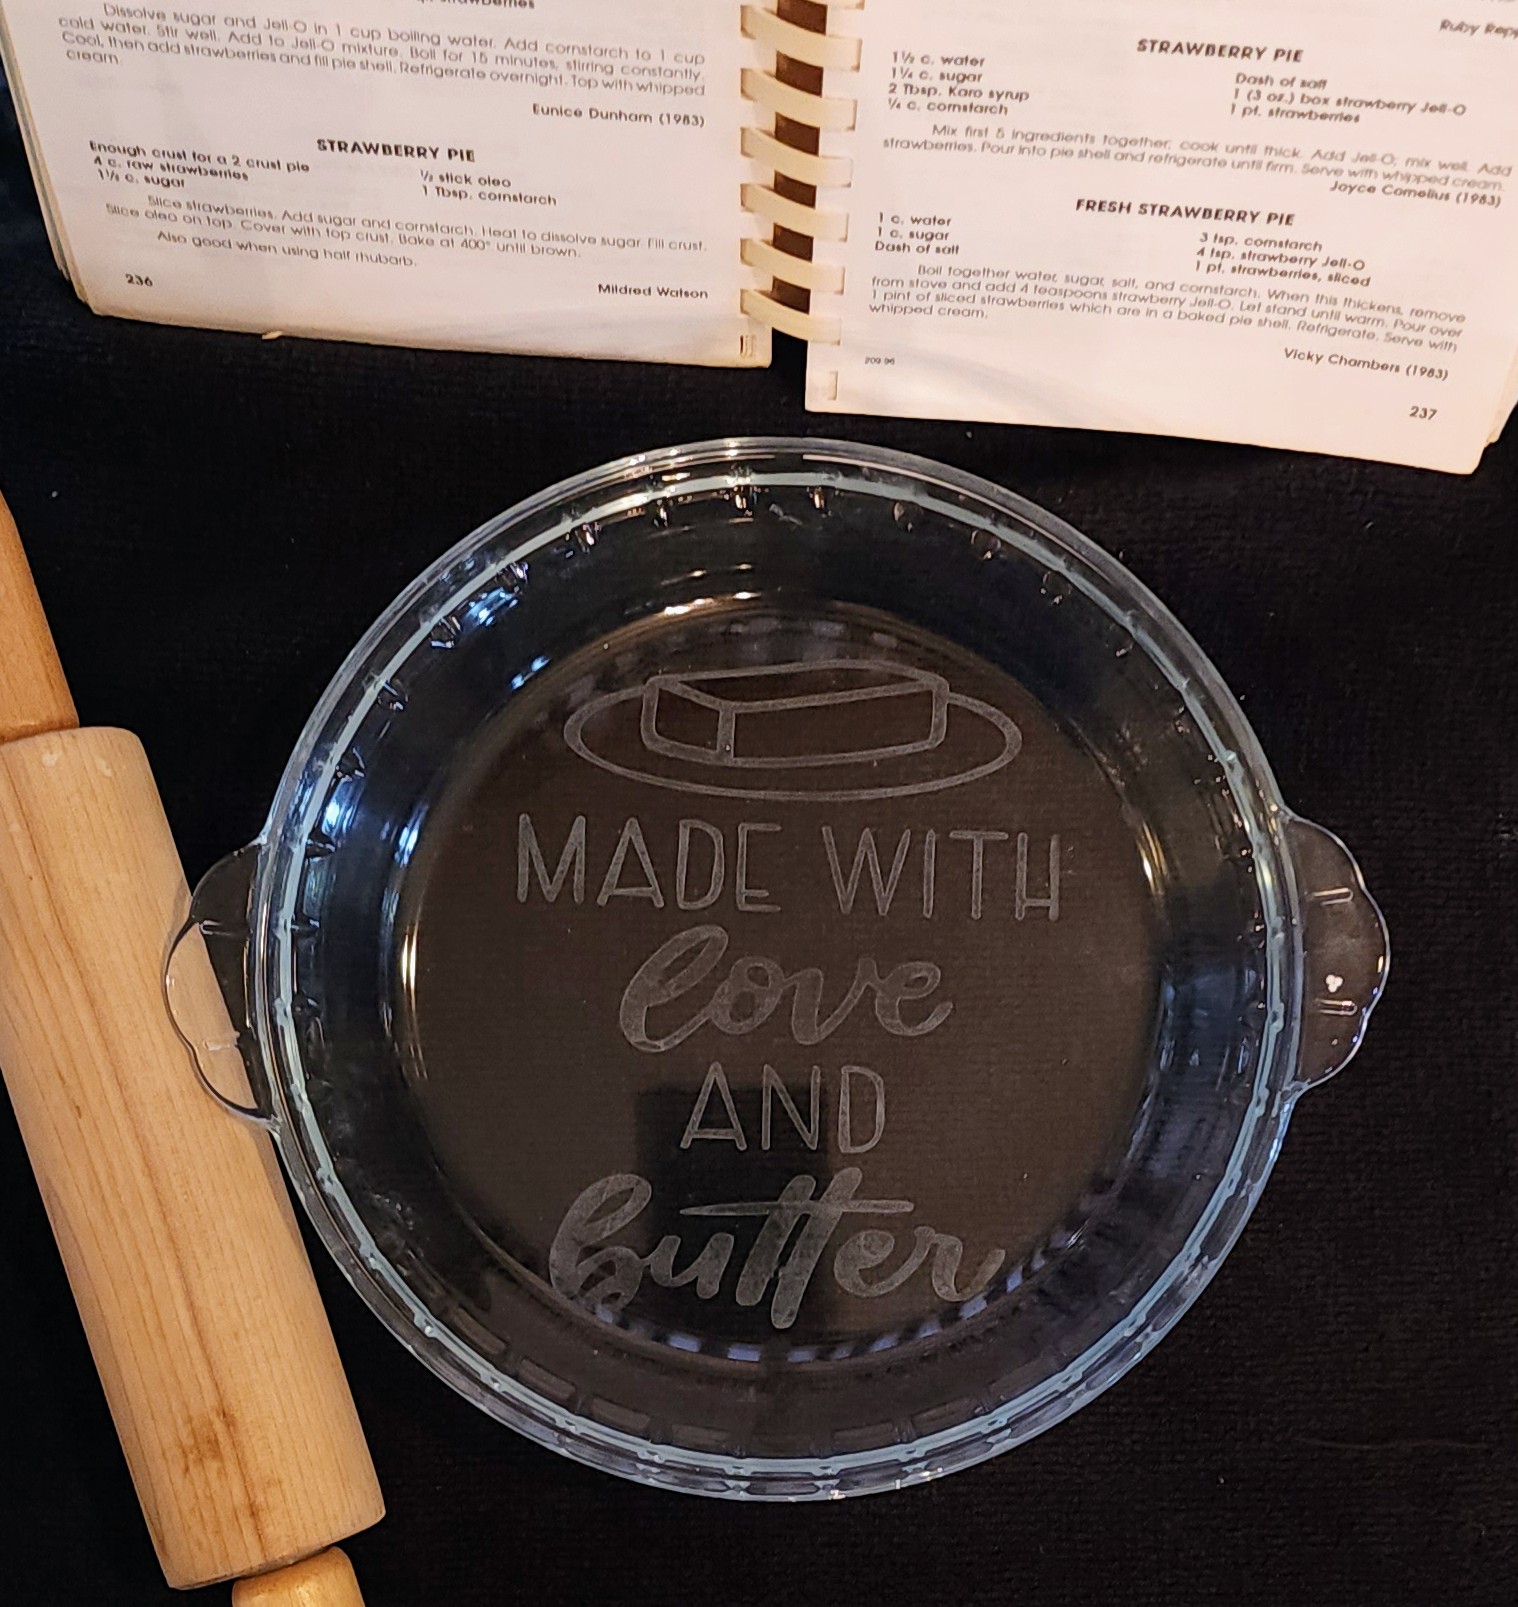 Dissolve sugar and Jell-O in 1 cup boiling water. Add cornstarch to 1 cup
cold water. Stir well. Add to Jell-O mixture. Boil for 15 minutes, stirring constantly.
Cool, then add strawberries and fill pie shell. Refrigerate overnight. Top with whipped
cream.
Eunice Dunham (1983)
STRAWBERRY PIE
Enough crust for a 2 crust pie
4 c. raw strawberries
1½ c. sugar
½ stick oleo
1 Tbsp. cornstarch
Slice strawberries. Add sugar and cornstarch. Heat to dissolve sugar. Fill crust.
Slice oleo on top. Cover with top crust. Bake at 400° until brown.
Also good when using half rhubarb.
Mildred Watson
236
Ruby
STRAWBERRY PIE
1½ c. water
1¼ c. sugar
2 Tbsp. Karo syrup
¼ c. cornstarch
Dash of salt
1 (3 oz.) box strawberry Jell-O
1 pt. strawberries
Mix first 5 ingredients together; cook until thick. Add Jell-O; mix well. Add
strawberries. Pour into pie shell and refrigerate until firm. Serve with whipped cream.
Joyce Cornelius (1983)
FRESH STRAWBERRY PIE
1 c. water
1 c. sugar
Dash of salt
3 tsp. cornstarch
4 tsp. strawberry Jell-O
1 pt. strawberries, sliced
Boil together water, sugar, salt, and cornstarch. When this thickens, remove
from stove and add 4 teaspoons strawberry Jell-O. Let stand until warm. Pour over
1 pint of sliced strawberries which are in a baked pie shell. Refrigerate. Serve with
whipped cream.
Vicky Chambers (1983)
237
MADE WITH
love
AND
butter